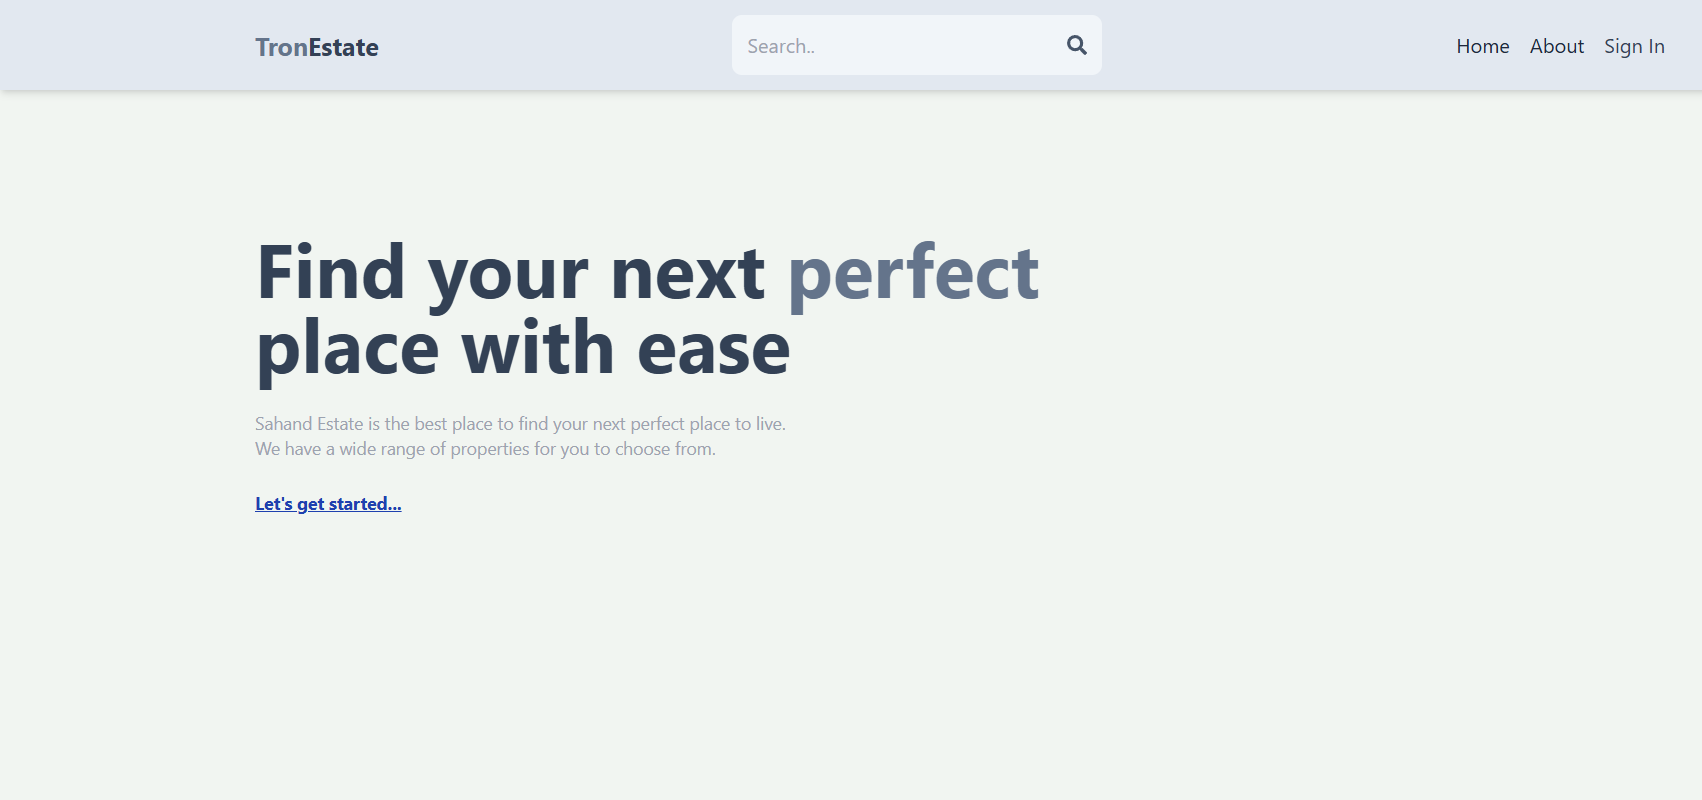 TronEstate
Search..
Home About Sign In
Find your next perfect
place with ease
Sahand Estate is the best place to find your next perfect place to live.
We have a wide range of properties for you to choose from.
Let's get started...